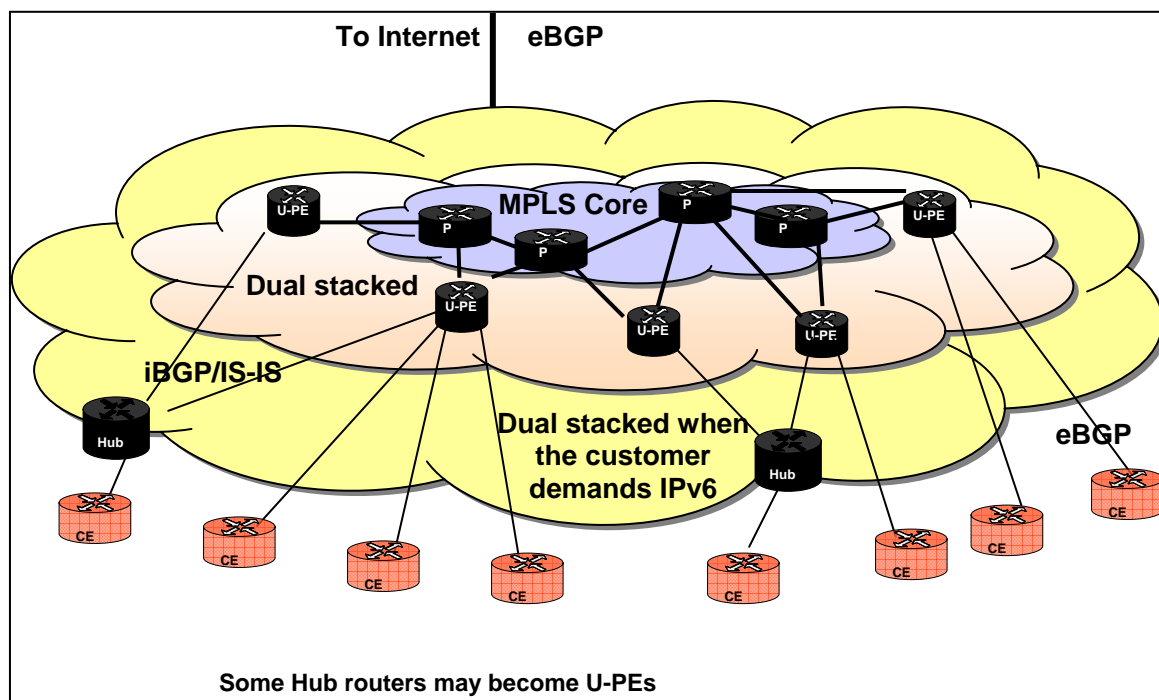 To Internet
eBGP
MPLS Core
P
U-PE
U-PE
P
P
P
Dual stacked
U-PE
U-PE
U-PE
iBGP/IS-IS
Dual stacked when
the customer
demands IPv6
eBGP
Hub
Hub
CE
CE
CE
CE
CE
CE
CE
CE
Some Hub routers may become U-PEs